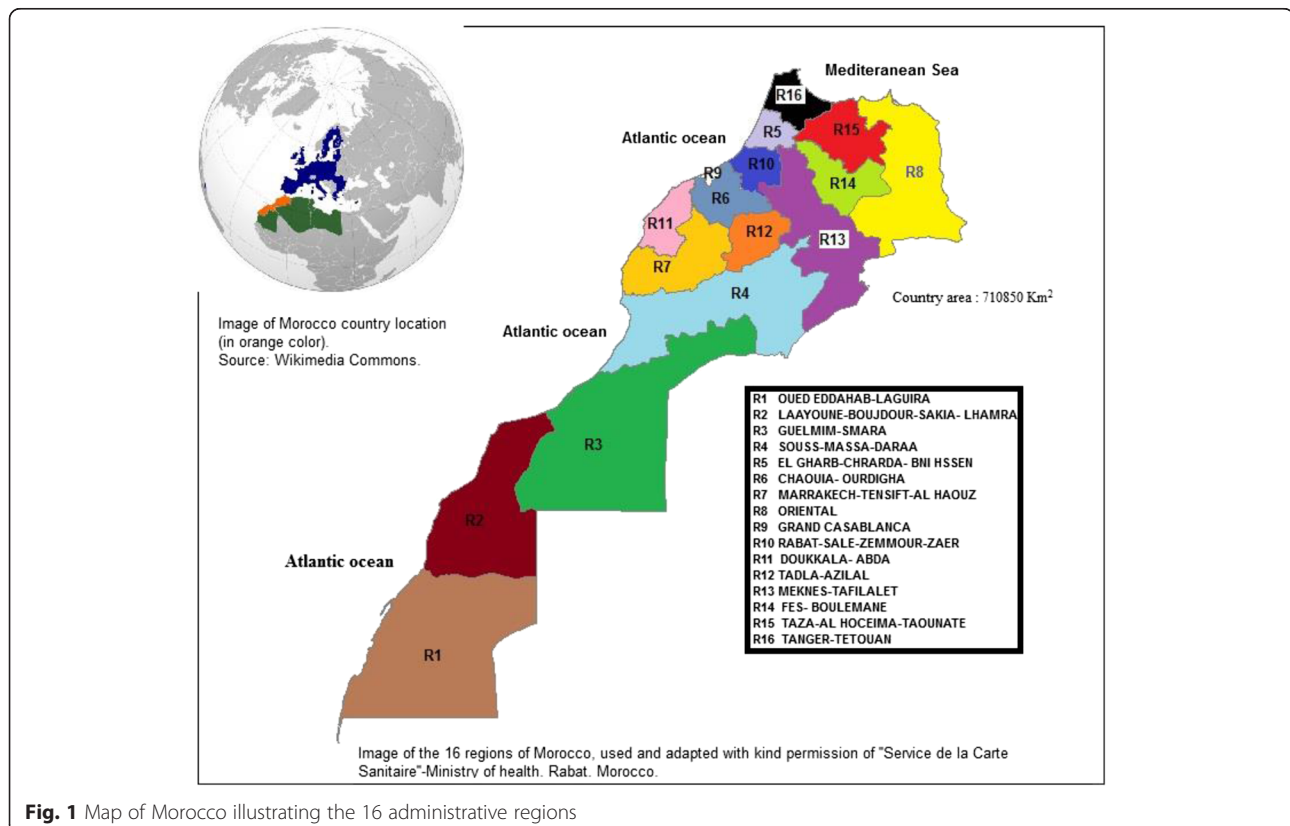 Mediteranean Sea
R16
Atlantic ocean
R5
R15
R9
R10
R8
R6
R14
R11
R12
R13
R7
R4
Country area : 710850 Km²
Image of Morocco country location
(in orange color).
Source: Wikimedia Commons.
Atlantic ocean
R3
R2
Atlantic ocean
R1
R1 OUED EDDAHAB-LAGUIRA
R2 LAAYOUNE-BOUJDOUR-SAKIA- LHAMRA
R3 GUELMIM-SMARA
R4 SOUSS-MASSA-DARAA
R5 EL GHARB-CHRARDA- BNI HSSEN
R6 CHAOUIA- OURDIGHA
R7 MARRAKECH-TENSIFT-AL HAOUZ
R8 ORIENTAL
R9 GRAND CASABLANCA
R10 RABAT-SALE-ZEMMOUR-ZAER
R11 DOUKKALA- ABDA
R12 TADLA-AZILAL
R13 MEKNES-TAFILALET
R14 FES- BOULEMANE
R15 TAZA-AL HOCEIMA-TAOUNATE
R16 TANGER-TETOUAN
Image of the 16 regions of Morocco, used and adapted with kind permission of "Service de la Carte
Sanitaire"-Ministry of health. Rabat. Morocco.
Fig. 1 Map of Morocco illustrating the 16 administrative regions